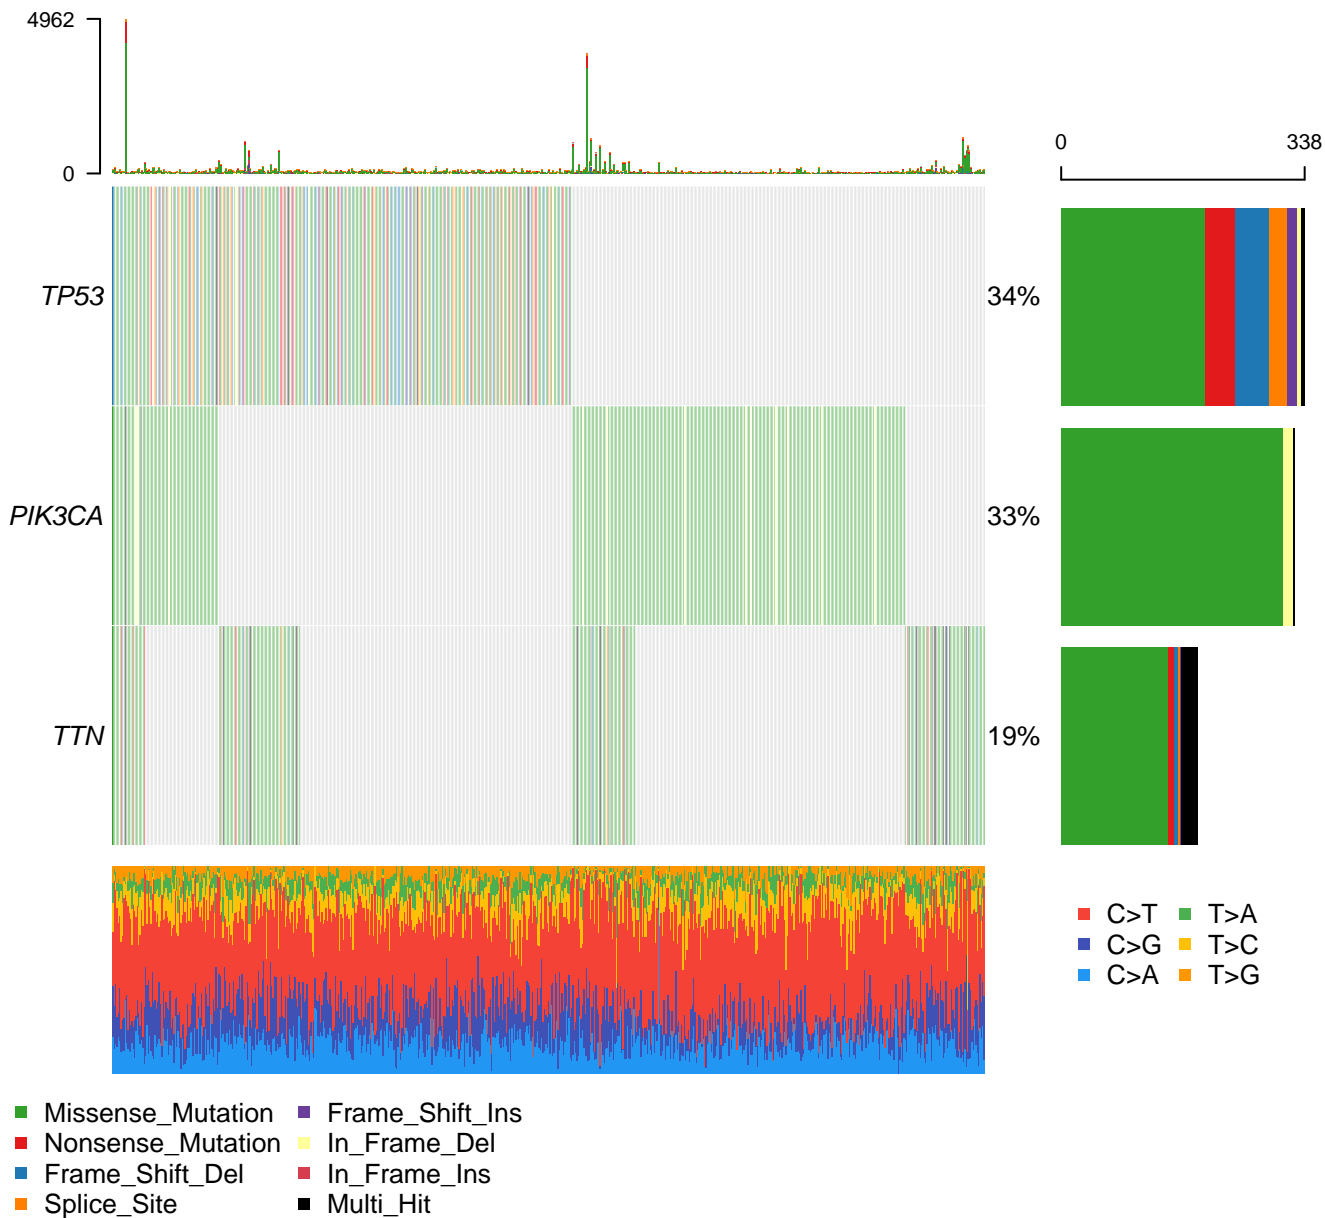 4962
0
0 338
TP53 34%
PIK3CA 33%
TTN 19%
C>T T>A
C>G T>C
C>A T>G
Missense_Mutation Frame_Shift_Ins
Nonsense_Mutation In_Frame_Del
Frame_Shift_Del In_Frame_Ins
Splice_Site Multi_Hit